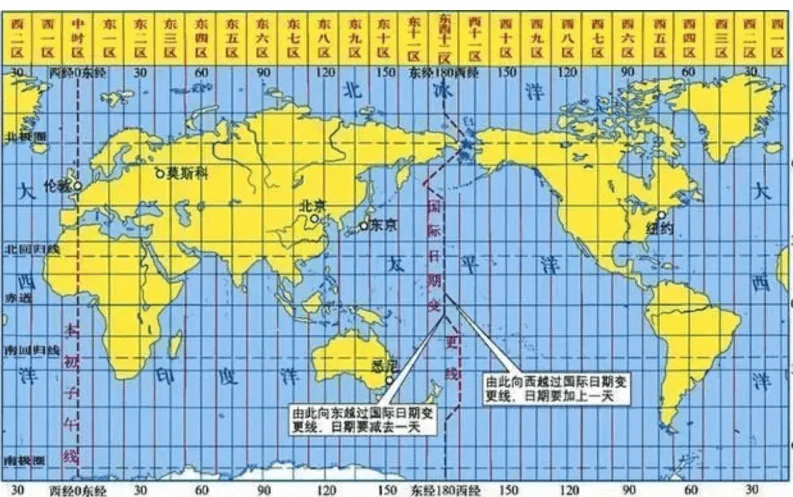 西二区 西一区 中时区 东一区 东二区 东三区 东四区 东五区 东六区 东七区 东八区 东九区 东十区 东十一区 东西十二区 西十一区 西十区 西九区 西八区 西七区 西六区 西五区 西四区 西三区 西二区 西一区
30 西经0东经 30 60 90 120 150 东经180西经 150 120 90 60 30
北冰洋
北极圈
大西洋
伦敦
莫斯科
北京
东京
纽约
大西洋
北回归线
太平洋
国际日期变更线
赤道
本初子午线
南回归线
印度洋
悉尼
由此向西越过国际日期变
更线，日期要加上一天
由此向东越过国际日期变
更线，日期要减去一天
南极圈
30 西经0东经 30 60 90 120 150 东经180西经 150 120 90 60 30